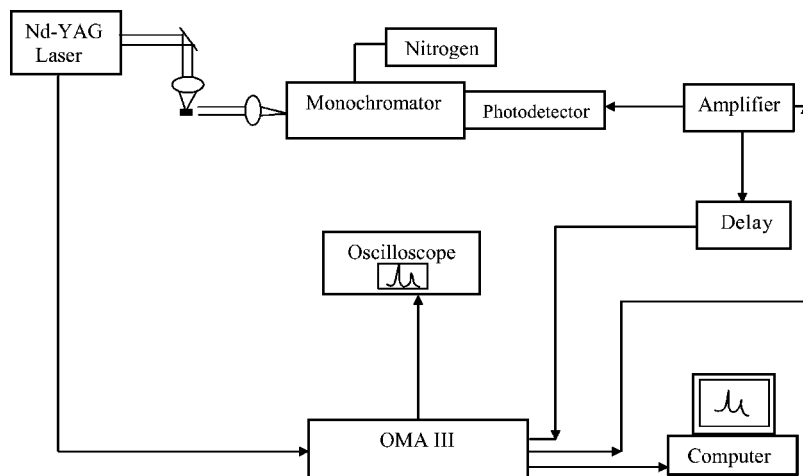 Nd-YAG
Laser
Nitrogen
Monochromator
Photodetector
Amplifier
Delay
Oscilloscope
OMA III
Computer